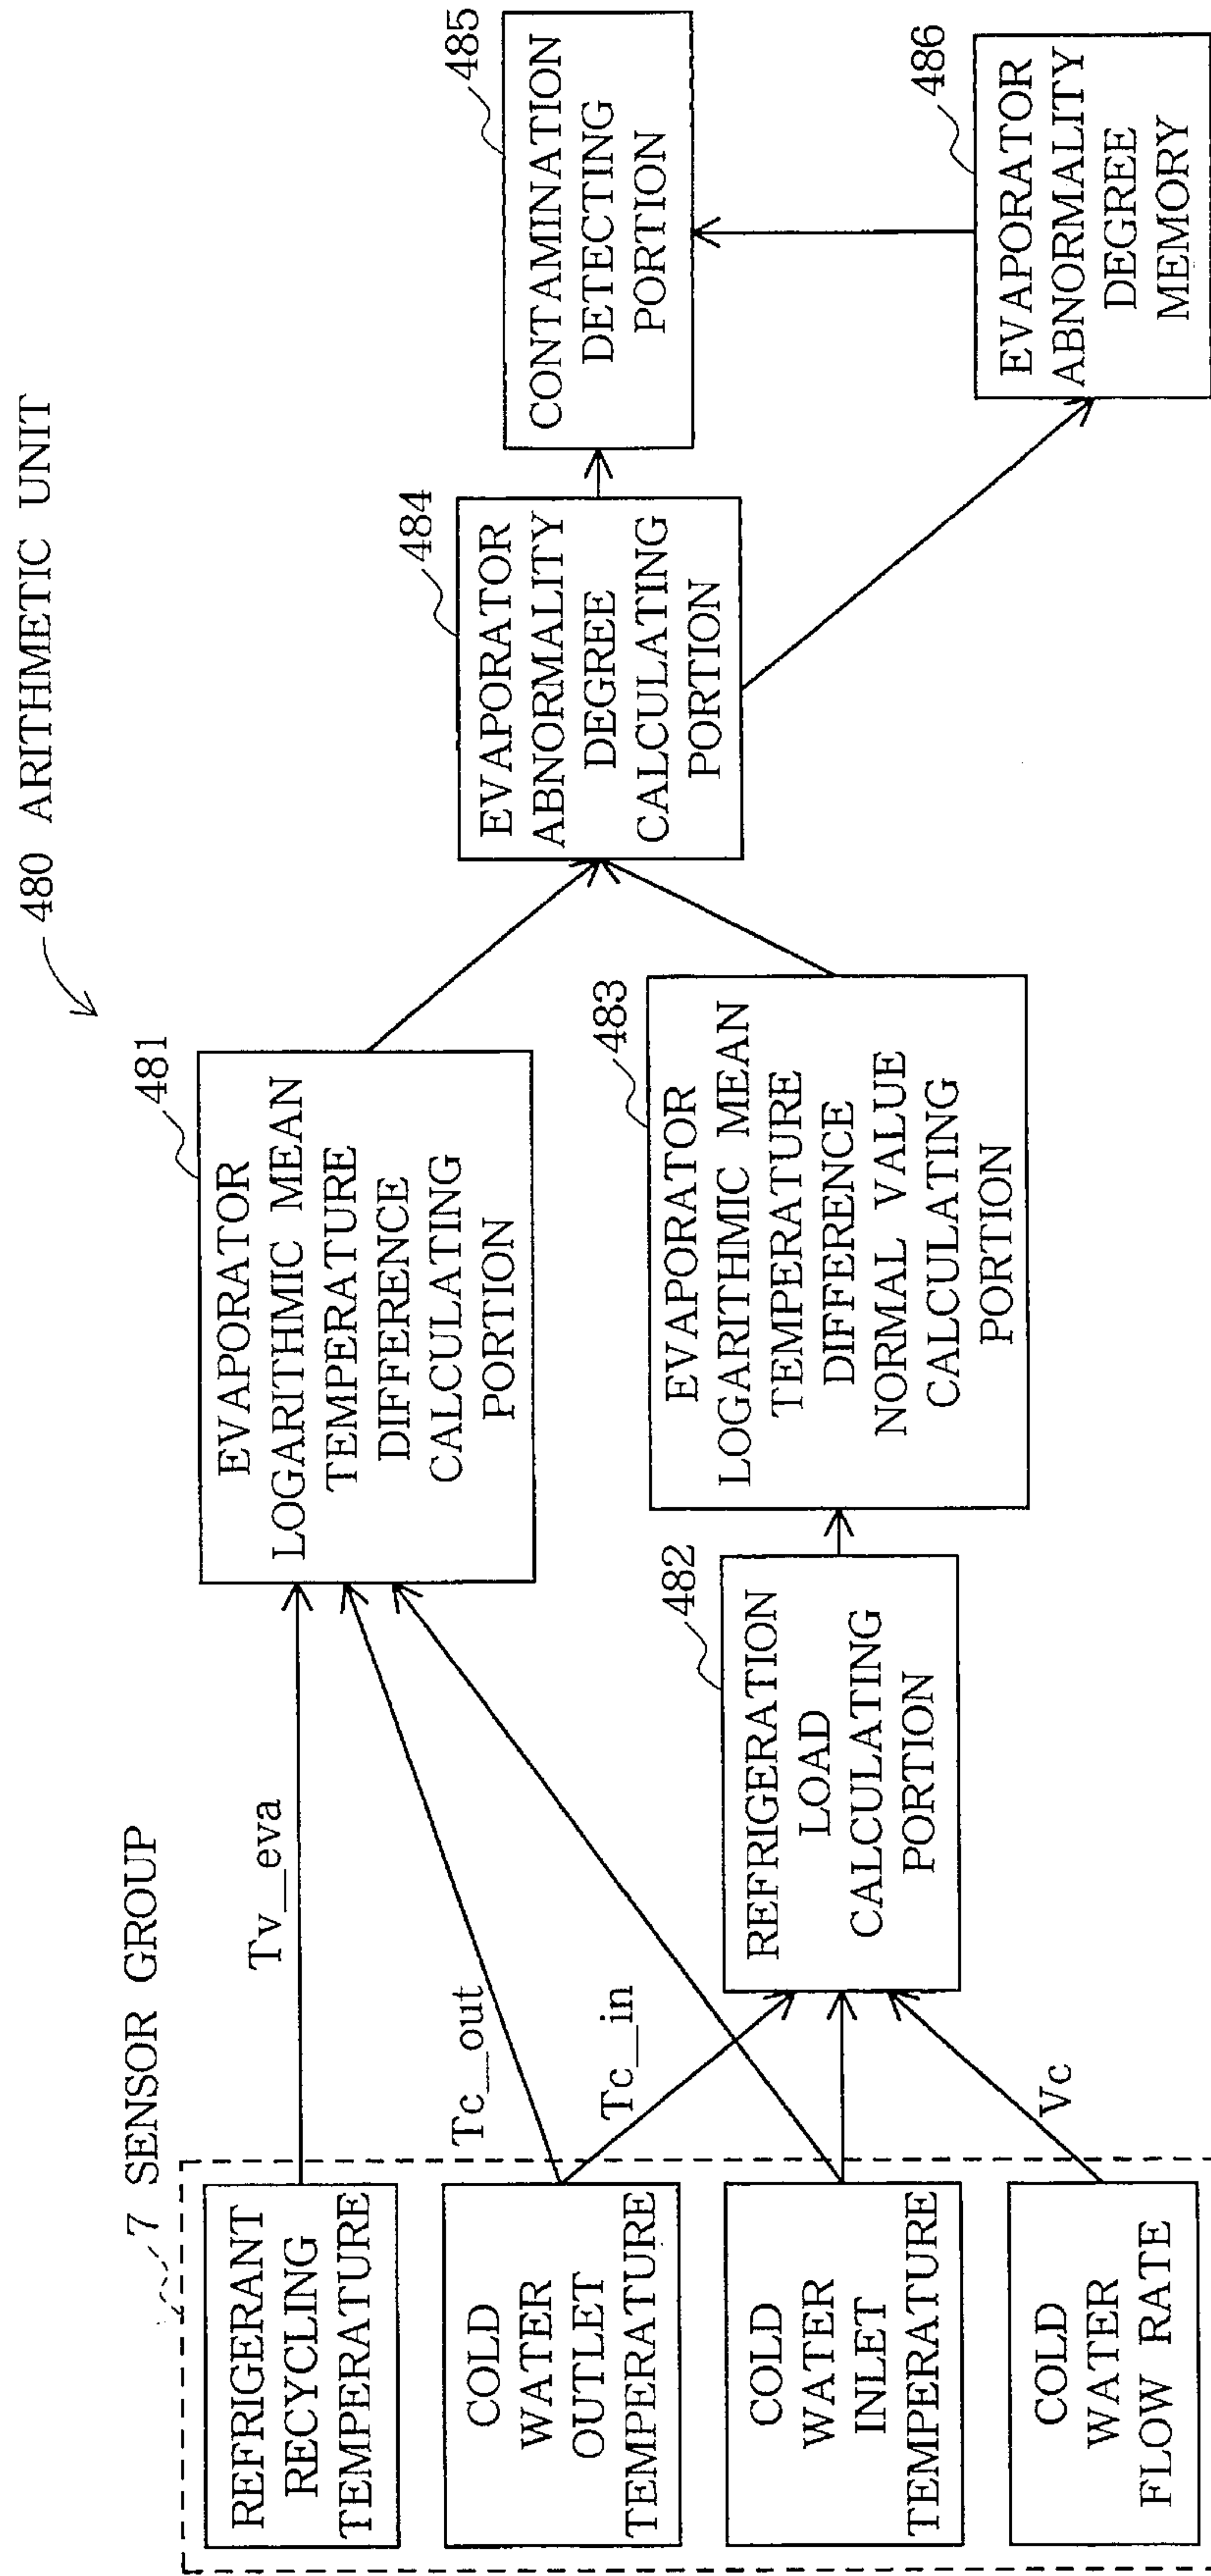 480 ARITHMETIC UNIT
7 SENSOR GROUP
REFRIGERANT
RECYCLING
TEMPERATURE
COLD
WATER
OUTLET
TEMPERATURE
COLD
WATER
INLET
TEMPERATURE
COLD
WATER
FLOW RATE
Tv_eva
Tc_out
Tc_in
Vc
481
EVAPORATOR
LOGARITHMIC MEAN
TEMPERATURE
DIFFERENCE
CALCULATING
PORTION
482
REFRIGERATION
LOAD
CALCULATING
PORTION
483
EVAPORATOR
LOGARITHMIC MEAN
TEMPERATURE
DIFFERENCE
NORMAL VALUE
CALCULATING
PORTION
484
EVAPORATOR
ABNORMALITY
DEGREE
CALCULATING
PORTION
485
CONTAMINATION
DETECTING
PORTION
486
EVAPORATOR
ABNORMALITY
DEGREE
MEMORY